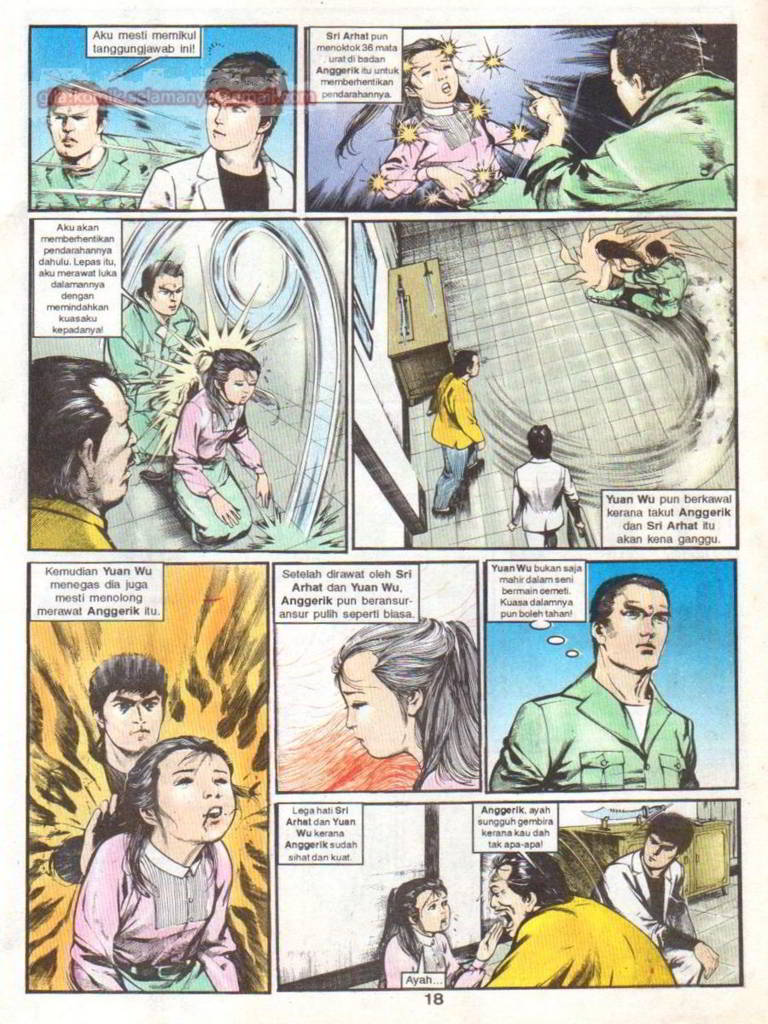 Aku mesti memikul
tanggungjawab ini!
Sri Arhat pun
menoktok 36 mata
urat di badan
Anggerik itu untuk
memberhentikan
pendarahannya.
Aku akan
memberhentikan
pendarahannya
dahulu. Lepas itu,
aku merawat luka
dalamannya
dengan
memindahkan
kuasaku
kepadanya!
Yuan Wu pun berkawal
kerana takut Anggerik
dan Sri Arhat itu
akan kena ganggu.
Kemudian Yuan Wu
menegas dia juga
mesti menolong
merawat Anggerik itu.
Setelah dirawat oleh Sri
Arhat dan Yuan Wu,
Anggerik pun beransur-
ansur pulih seperti biasa.
Yuan Wu bukan saja
mahir dalam seni
bermain cemeti.
Kuasa dalamnya
pun boleh tahan!
Lega hati Sri
Arhat dan Yuan
Wu kerana
Anggerik sudah
sihat dan kuat.
Anggerik, ayah
sungguh gembira
kerana kau dah
tak apa-apa!
Ayah...
18